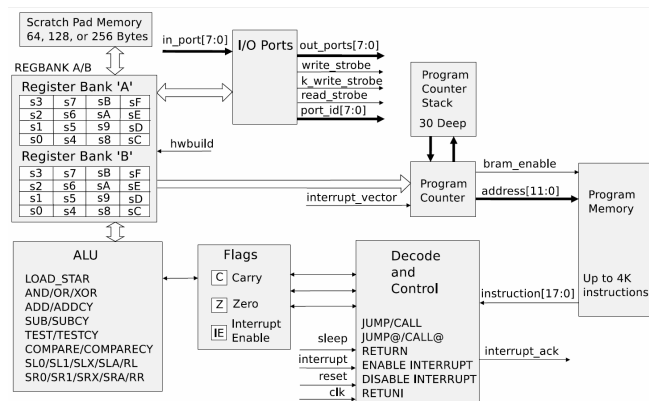 Scratch Pad Memory
64, 128, or 256 Bytes
REGBANK A/B
Register Bank 'A'
s3 s7 sB sF
s2 s6 sA sE
s1 s5 s9 sD
s0 s4 s8 sC
Register Bank 'B'
s3 s7 sB sF
s2 s6 sA sE
s1 s5 s9 sD
s0 s4 s8 sC
in_port[7:0]
I/O Ports
out_ports[7:0]
write_strobe
k_write_strobe
read_strobe
port_id[7:0]
hwbuild
Program
Counter
Stack
30 Deep
interrupt_vector
Program
Counter
bram_enable
address[11:0]
Program
Memory
Up to 4K
instructions
instruction[17:0]
ALU
LOAD_STAR
AND/OR/XOR
ADD/ADDCY
SUB/SUBCY
TEST/TESTCY
COMPARE/COMPARECY
SL0/SL1/SLX/SLA/RL
SR0/SR1/SRX/SRA/RR
Flags
C Carry
Z Zero
IE Interrupt
Enable
Decode
and
Control
JUMP/CALL
JUMP@/CALL@
RETURN
ENABLE INTERRUPT
DISABLE INTERRUPT
RETUNI
sleep
interrupt
reset
clk
interrupt_ack